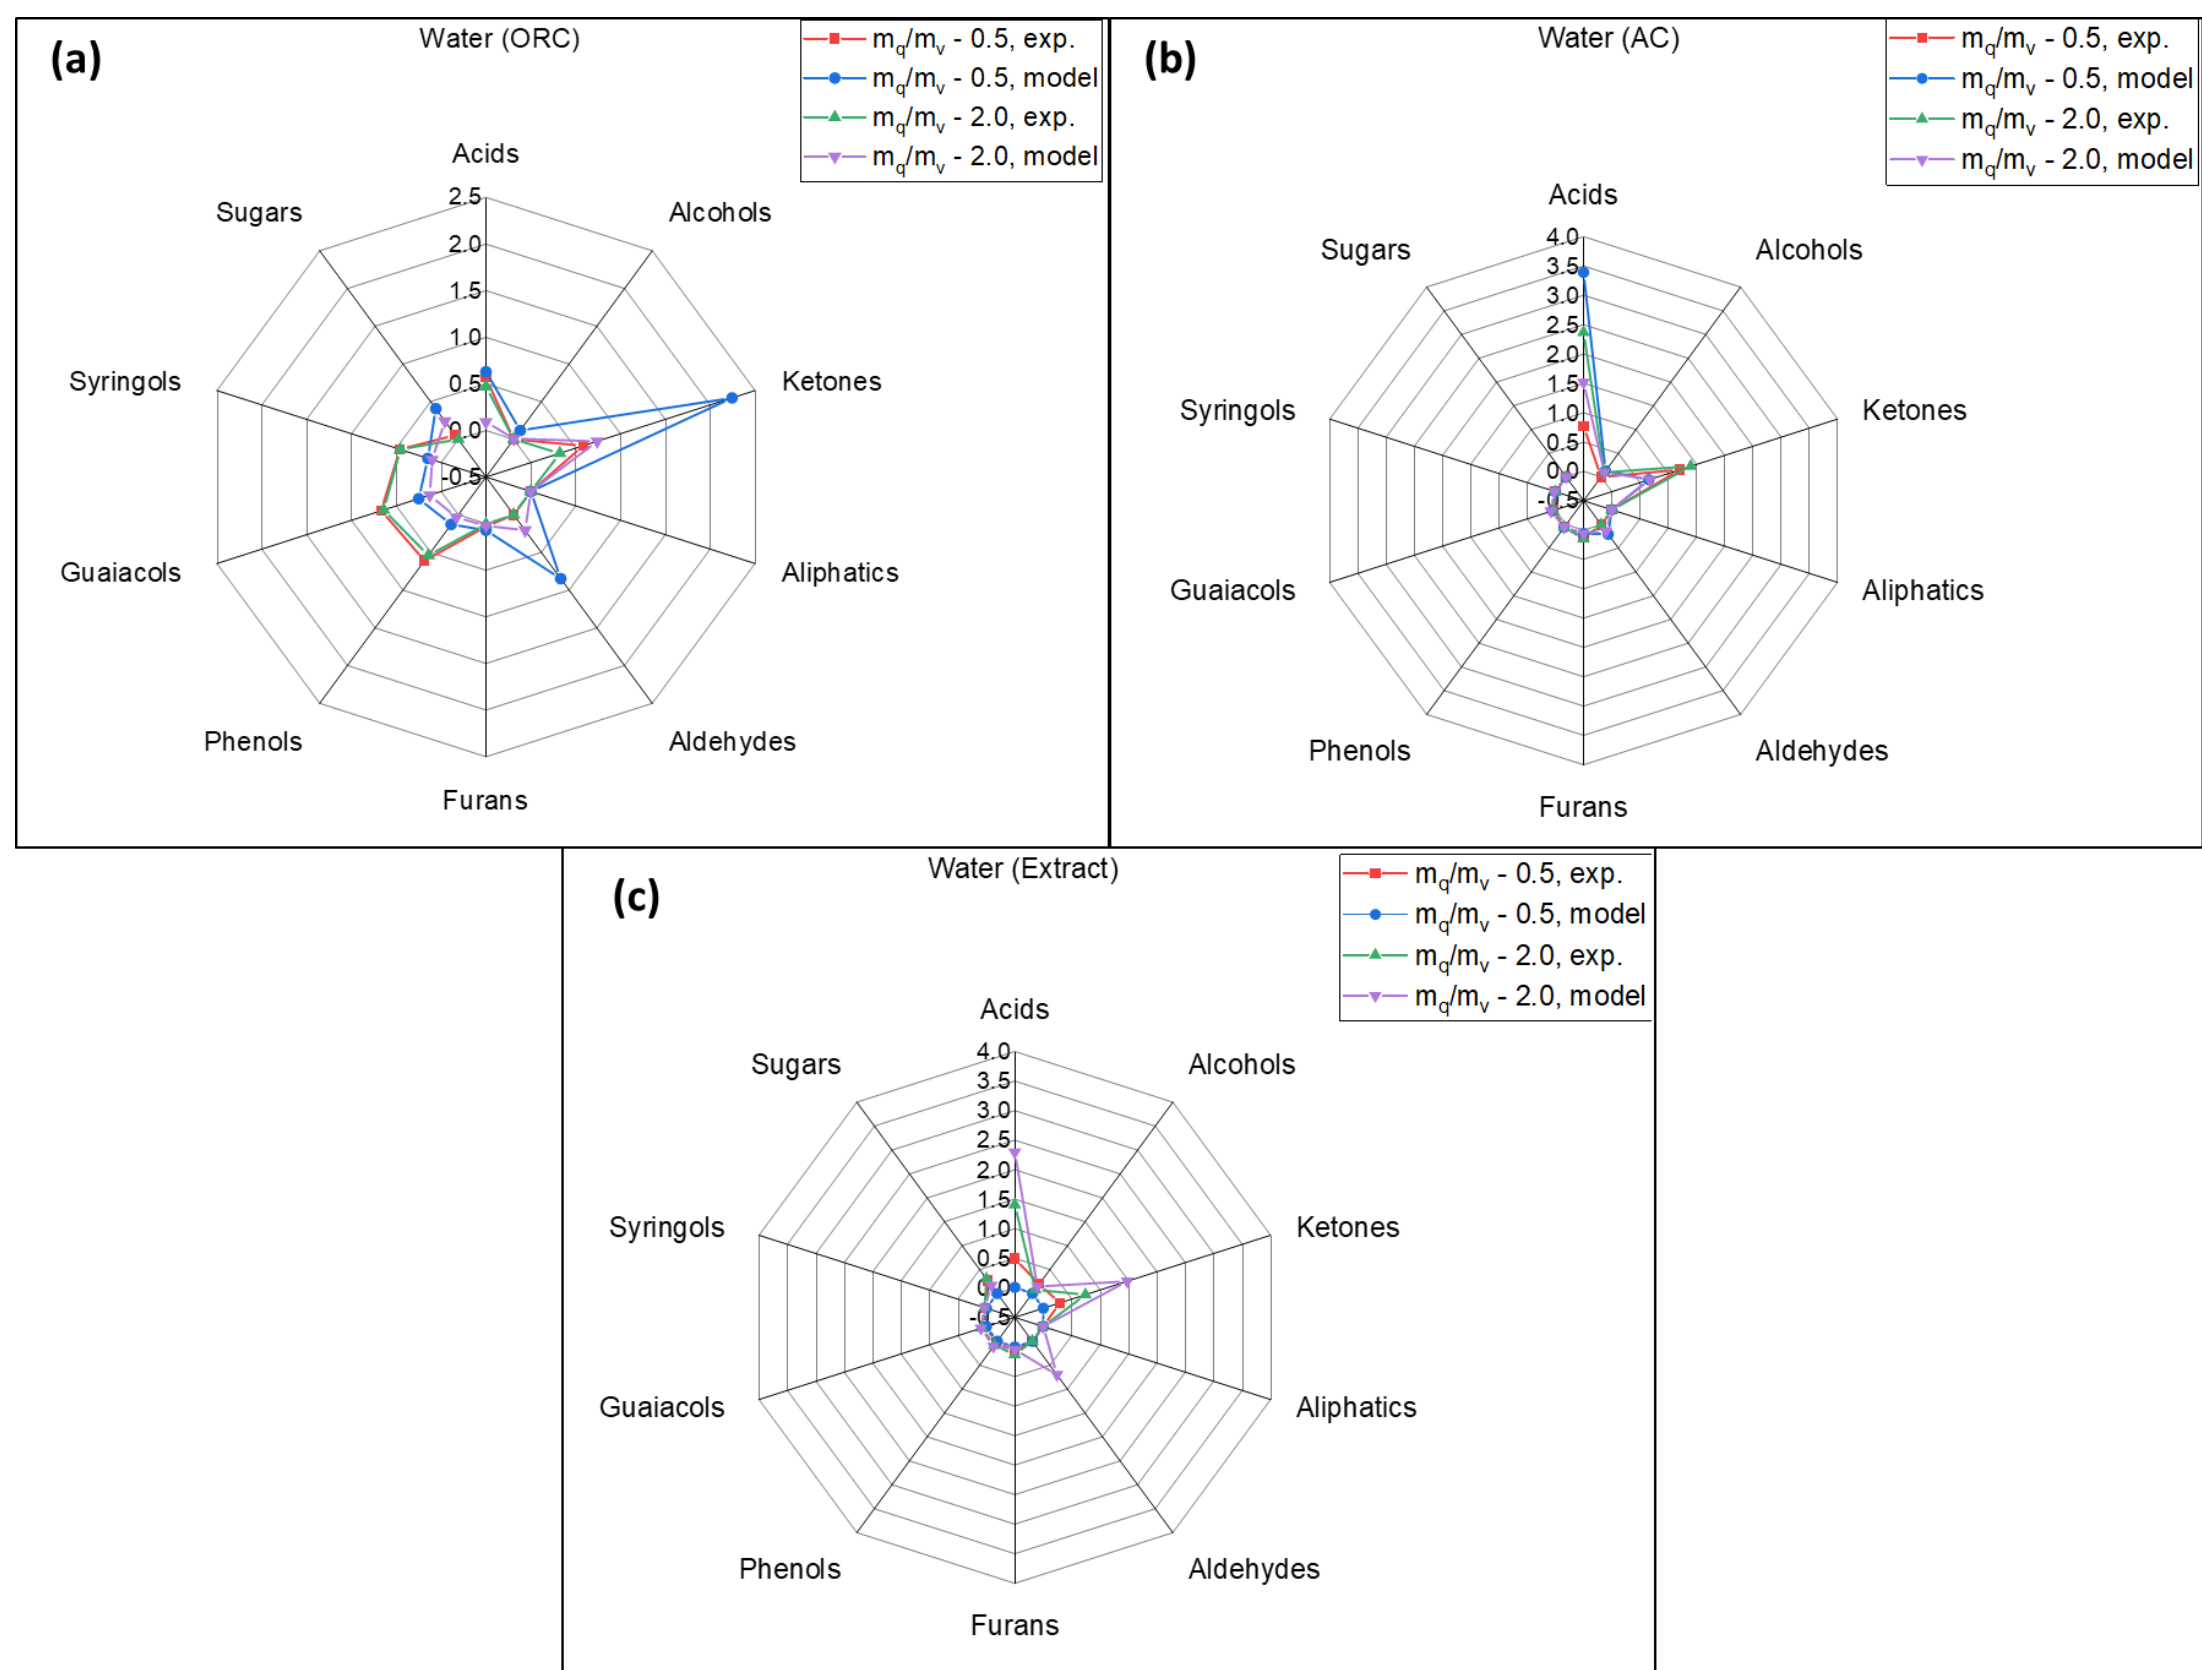 (a)
Water (ORC)
mq/mv - 0.5, exp.
mq/mv - 0.5, model
mq/mv - 2.0, exp.
mq/mv - 2.0, model
Acids
Alcohols
Ketones
Aliphatics
Aldehydes
Furans
Phenols
Guaiacols
Syringols
Sugars
2.5
2.0
1.5
1.0
0.5
0.0
-0.5
(b)
Water (AC)
mq/mv - 0.5, exp.
mq/mv - 0.5, model
mq/mv - 2.0, exp.
mq/mv - 2.0, model
Acids
Alcohols
Ketones
Aliphatics
Aldehydes
Furans
Phenols
Guaiacols
Syringols
Sugars
4.0
3.5
3.0
2.5
2.0
1.5
1.0
0.5
0.0
-0.5
(c)
Water (Extract)
mq/mv - 0.5, exp.
mq/mv - 0.5, model
mq/mv - 2.0, exp.
mq/mv - 2.0, model
Acids
Alcohols
Ketones
Aliphatics
Aldehydes
Furans
Phenols
Guaiacols
Syringols
Sugars
4.0
3.5
3.0
2.5
2.0
1.5
1.0
0.5
0.0
-0.5